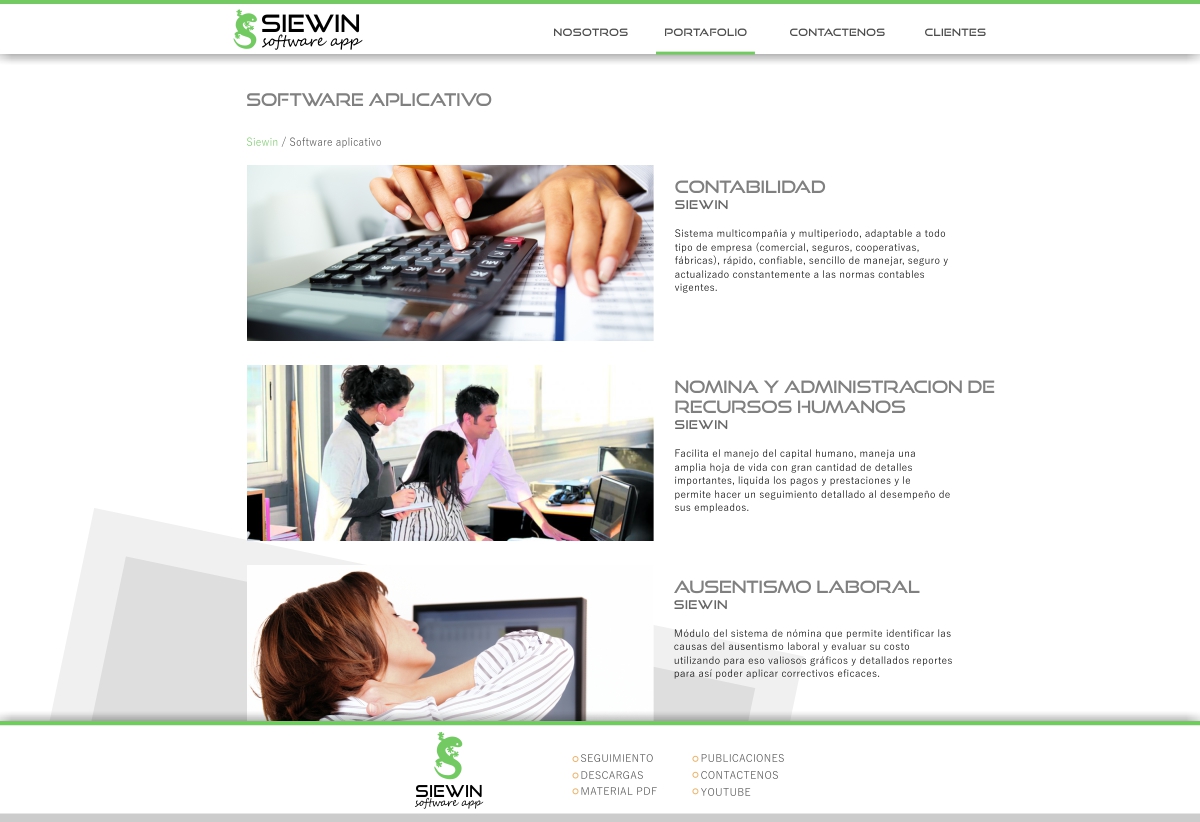 SIEWIN
software app
NOSOTROS PORTAFOLIO CONTACTENOS CLIENTES
SOFTWARE APLICATIVO
Siewin / Software aplicativo
CONTABILIDAD
SIEWIN
Sistema multicompañia y multiperiodo, adaptable a todo
tipo de empresa (comercial, seguros, cooperativas,
fábricas), rápido, confiable, sencillo de manejar, seguro y
actualizado constantemente a las normas contables
vigentes.
NOMINA Y ADMINISTRACION DE
RECURSOS HUMANOS
SIEWIN
Facilita el manejo del capital humano, maneja una
amplia hoja de vida con gran cantidad de detalles
importantes, liquida los pagos y prestaciones y le
permite hacer un seguimiento detallado al desempeño de
sus empleados.
AUSENTISMO LABORAL
SIEWIN
Módulo del sistema de nómina que permite identificar las
causas del ausentismo laboral y evaluar su costo
utilizando para eso valiosos gráficos y detallados reportes
para así poder aplicar correctivos eficaces.
SIEWIN
software app
SEGUIMIENTO
DESCARGAS
MATERIAL PDF
PUBLICACIONES
CONTACTENOS
YOUTUBE